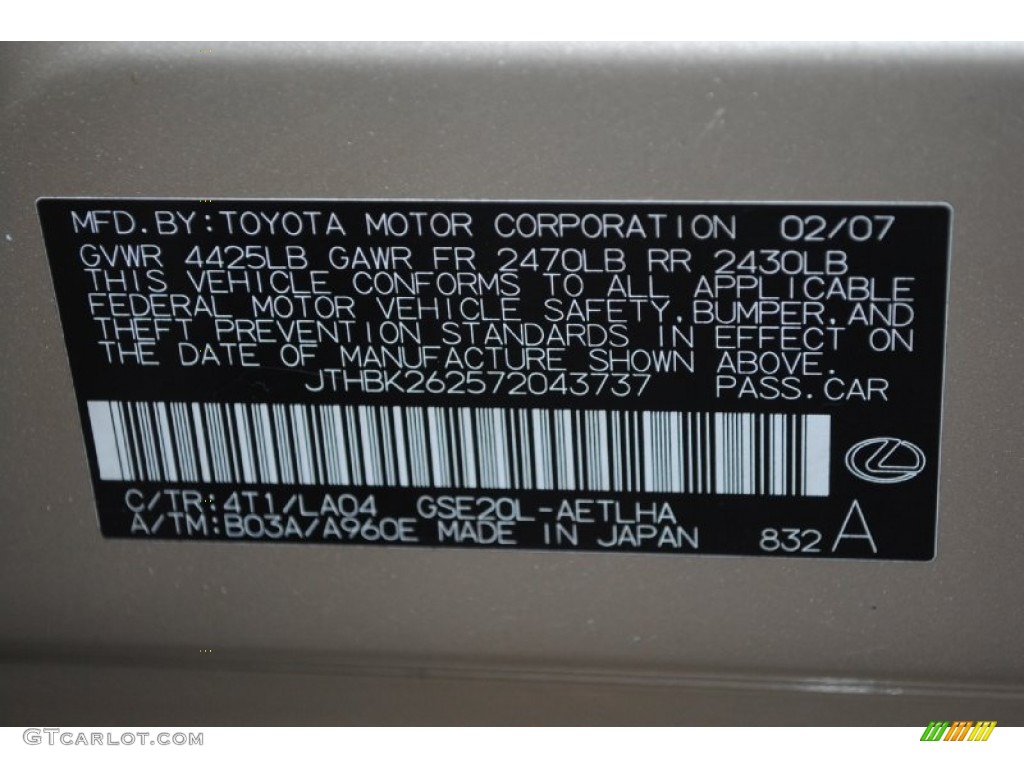 MFD.BY:TOYOTA MOTOR CORPORATION 02/07
GVWR 4425LB GAWR FR 2470LB RR 2430LB
THIS VEHICLE CONFORMS TO ALL APPLICABLE
FEDERAL MOTOR VEHICLE SAFETY,BUMPER,AND
THEFT PREVENTION STANDARDS IN EFFECT ON
THE DATE OF MANUFACTURE SHOWN ABOVE.
JTHBK262572043737 PASS.CAR
C/TR:4T1/LA04 GSE20L-AETLHA
A/TM:B03A/A960E MADE IN JAPAN 832 A
GTCARLOT.COM